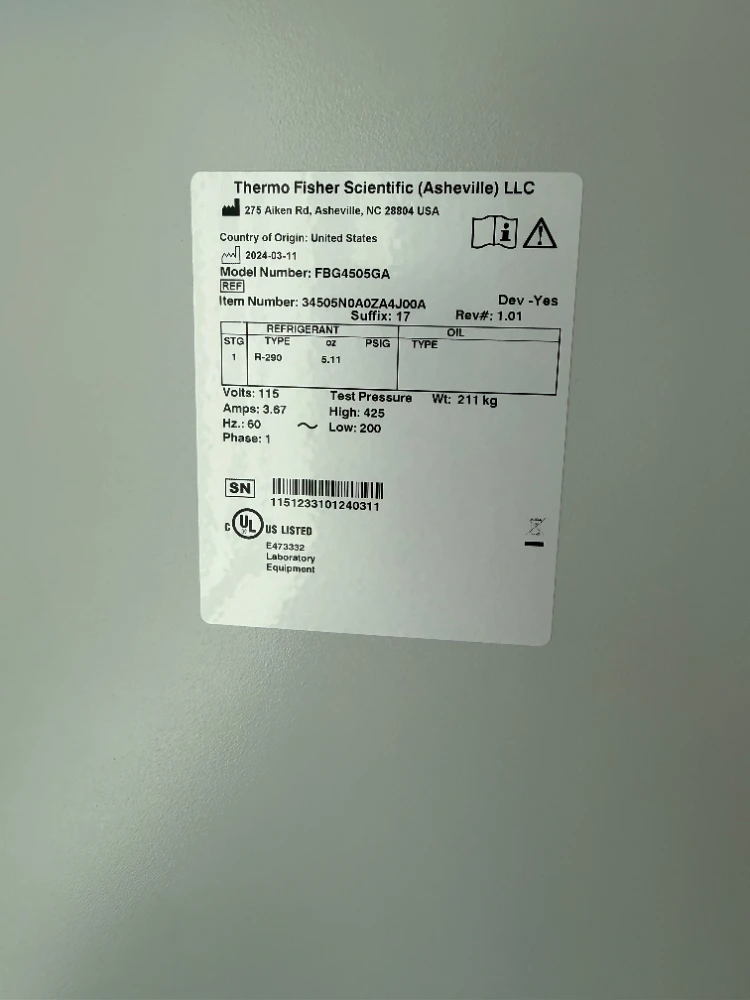 Thermo Fisher Scientific (Asheville) LLC
275 Aiken Rd, Asheville, NC 28804 USA
Country of Origin: United States
2024-03-11
Model Number: FBG4505GA
REF
Item Number: 34505N0A0ZA4J00A Dev -Yes
Suffix: 17 Rev#: 1.01
REFRIGERANT OIL
STG TYPE oz PSIG TYPE
1 R-290 5.11
Volts: 115 Test Pressure Wt: 211 kg
Amps: 3.67 High: 425
Hz.: 60 ~ Low: 200
Phase: 1
SN
1151233101240311
C UL US LISTED
E473332
Laboratory
Equipment